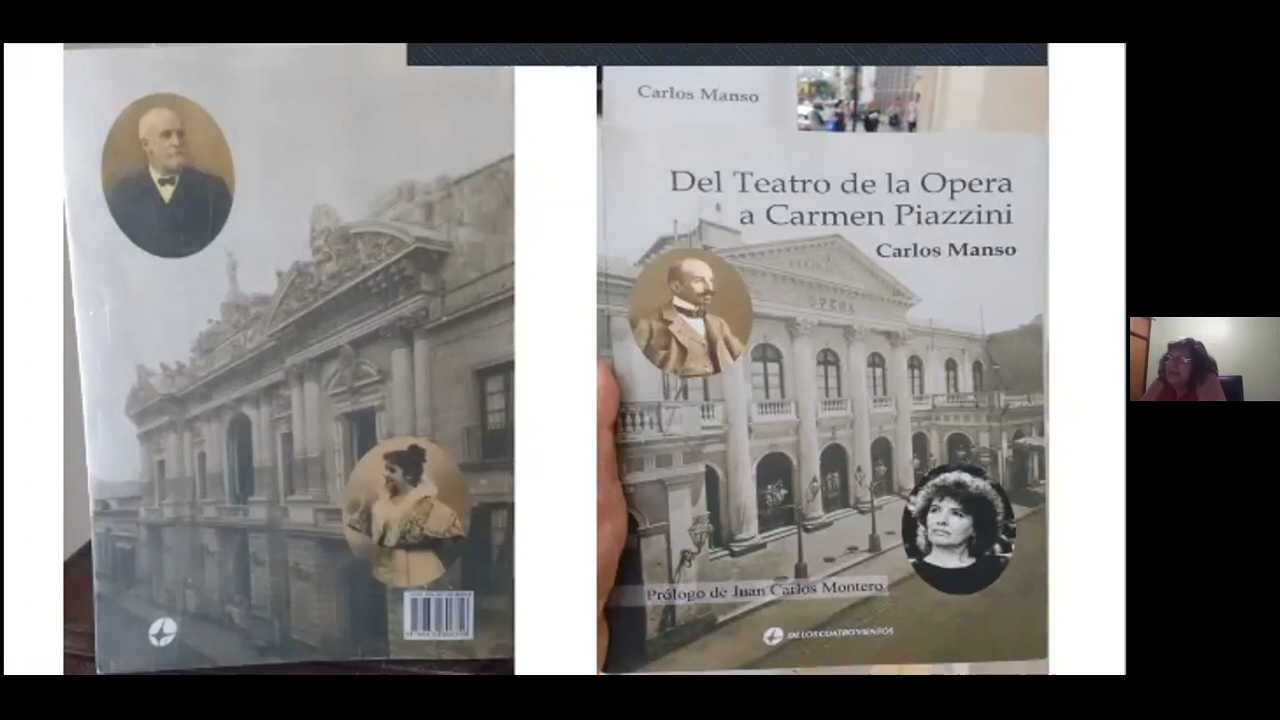 Carlos Manso
Del Teatro de la Opera
a Carmen Piazzini
Carlos Manso
OPERA
Prólogo de Juan Carlos Montero
DE LOS CUATRO VIENTOS